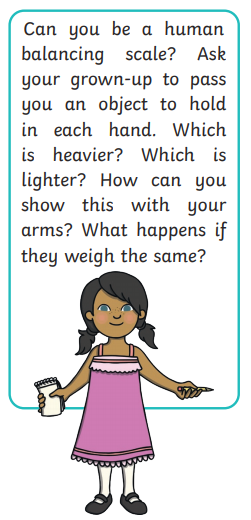 Can you be a human
balancing scale? Ask
your grown-up to pass
you an object to hold
in each hand. Which
is heavier? Which is
lighter? How can you
show this with your
arms? What happens if
they weigh the same?